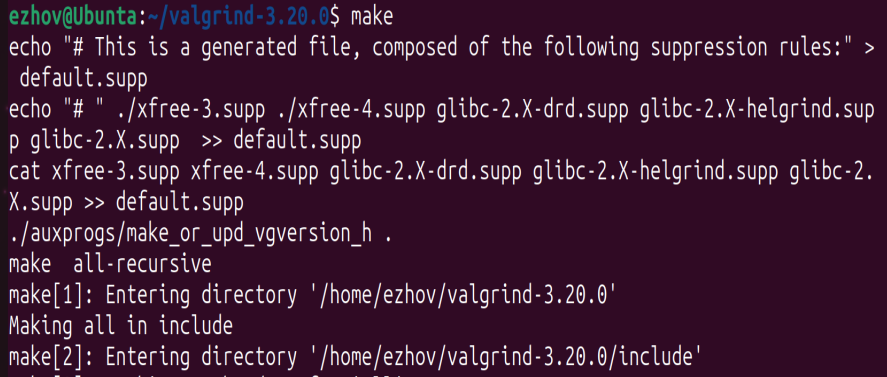 ezhov@Ubuntu:~/valgrind-3.20.0$ make
echo "# This is a generated file, composed of the following suppression rules:" >
 default.supp
echo "# " ./xfree-3.supp ./xfree-4.supp glibc-2.X-drd.supp glibc-2.X-helgrind.sup
p glibc-2.X.supp  >> default.supp
cat xfree-3.supp xfree-4.supp glibc-2.X-drd.supp glibc-2.X-helgrind.supp glibc-2.
X.supp >> default.supp
./auxprogs/make_or_upd_vgversion_h .
make  all-recursive
make[1]: Entering directory '/home/ezhov/valgrind-3.20.0'
Making all in include
make[2]: Entering directory '/home/ezhov/valgrind-3.20.0/include'